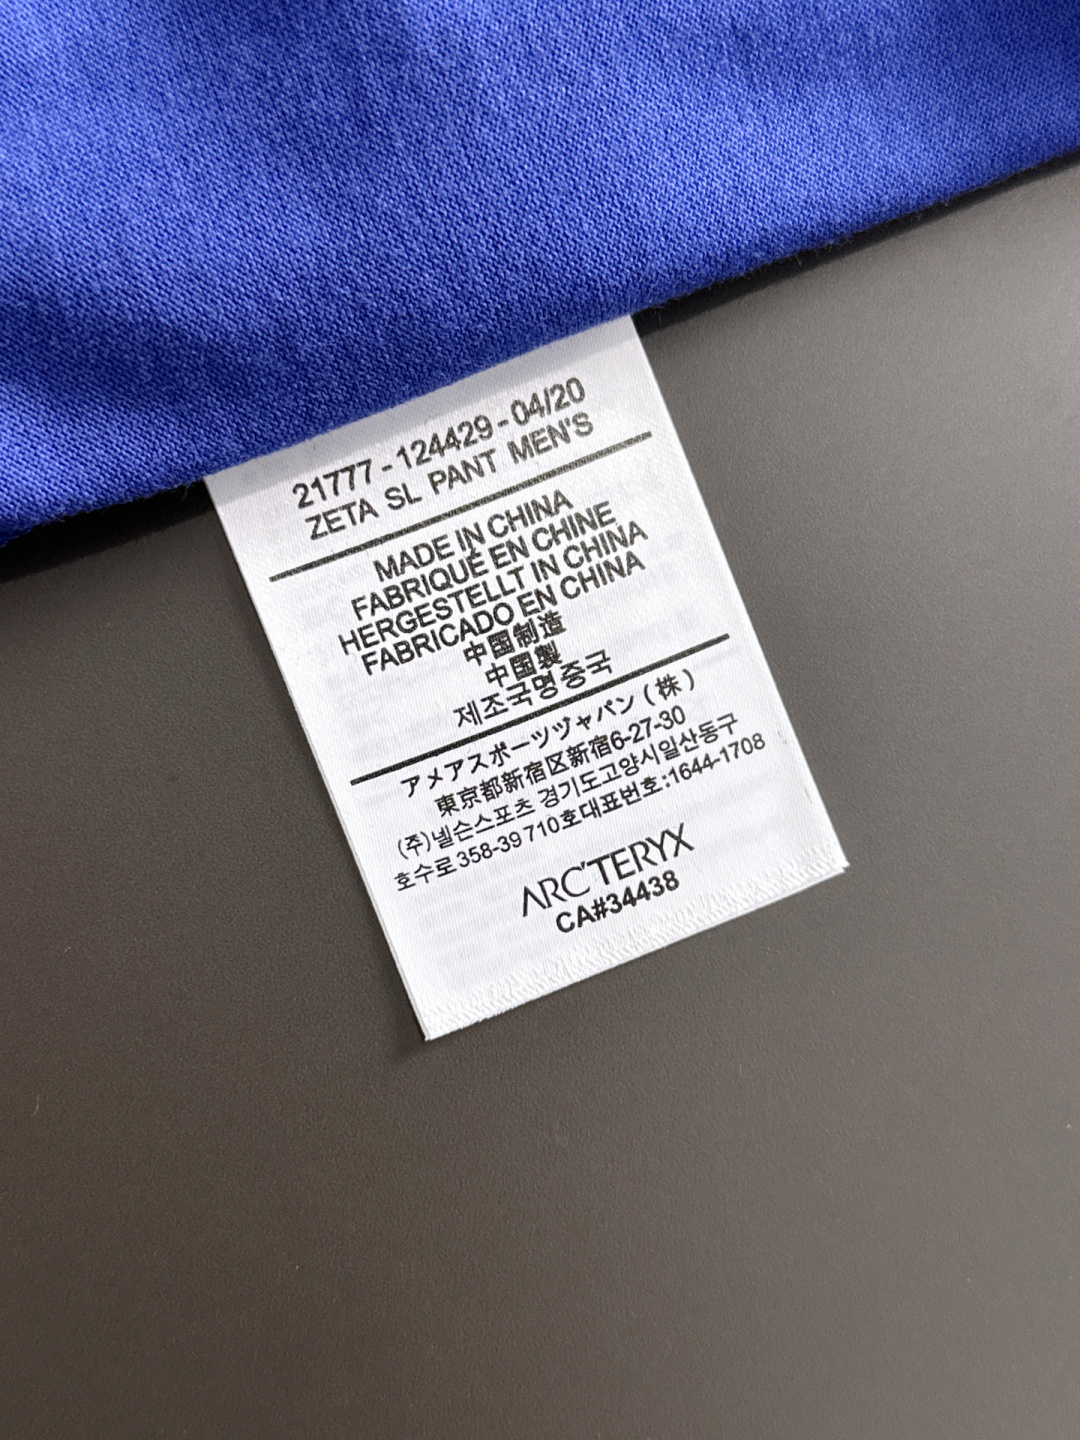 21777 - 124429 - 04/20
ZETA SL PANT MEN'S
MADE IN CHINA
FABRIQUÉ EN CHINE
HERGESTELLT IN CHINA
FABRICADO EN CHINA
中国制造
中国製
제조국명중국
アメアスポーツヅャパン (株)
東京都新宿区新宿6-27-30
(주)넬슨스포츠 경기도고양시일산동구
호수로358-39 710호대표번호:1644-1708
ARC'TERYX
CA#34438